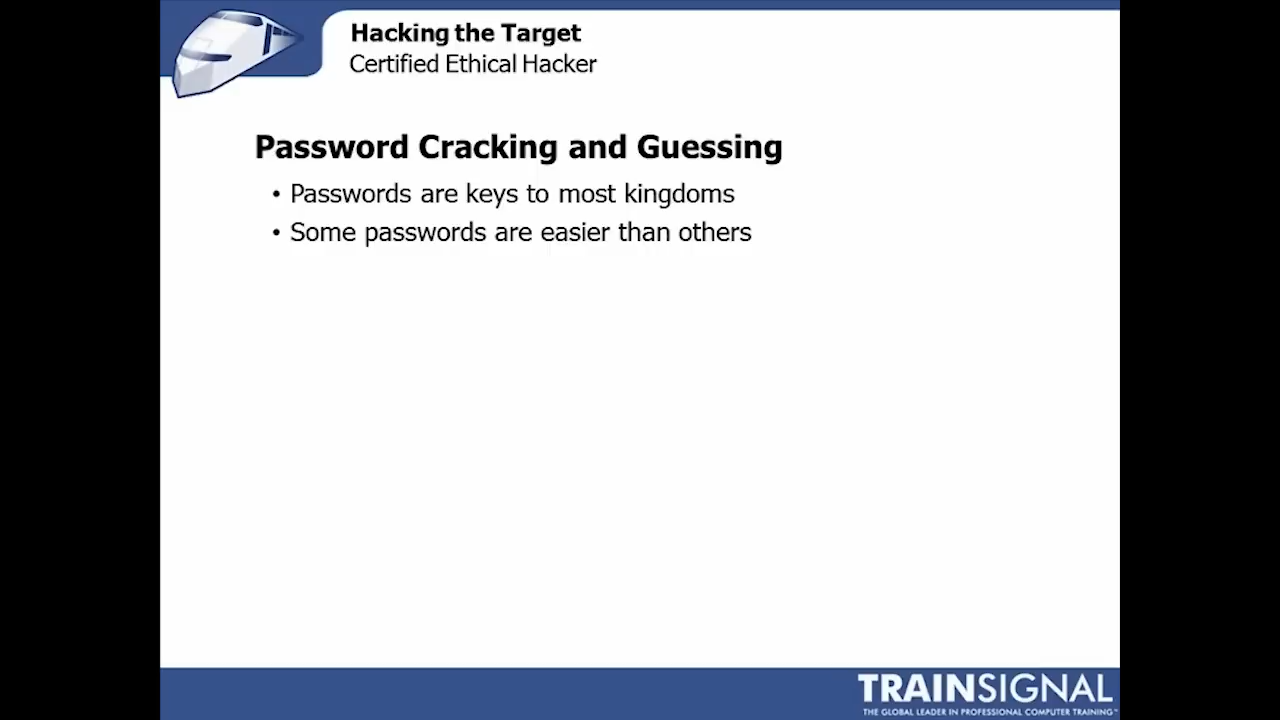 Hacking the Target
Certified Ethical Hacker
Password Cracking and Guessing
• Passwords are keys to most kingdoms
• Some passwords are easier than others
TRAINSIGNAL
THE GLOBAL LEADER IN PROFESSIONAL COMPUTER TRAINING™